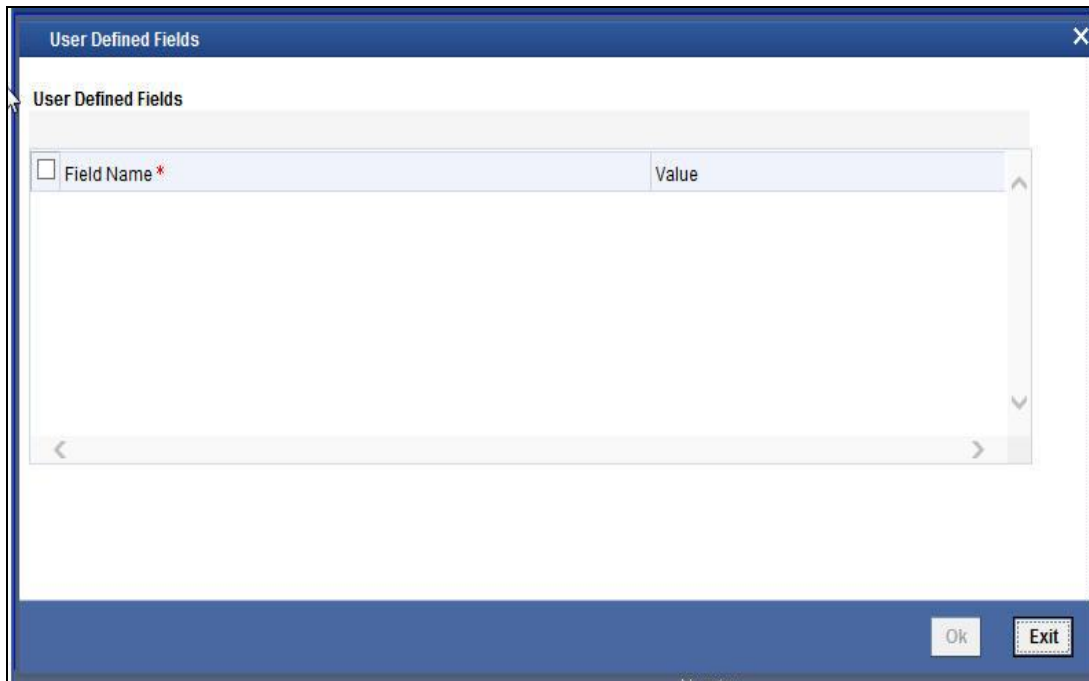 User Defined Fields
User Defined Fields
Field Name * Value
Ok Exit